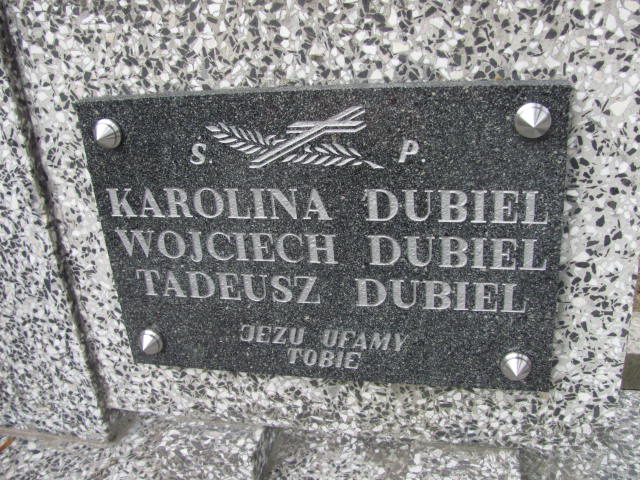 S. P.
KAROLINA DUBIEL
WOJCIECH DUBIEL
TADEUSZ DUBIEL
JEZU UFAMY
TOBIE